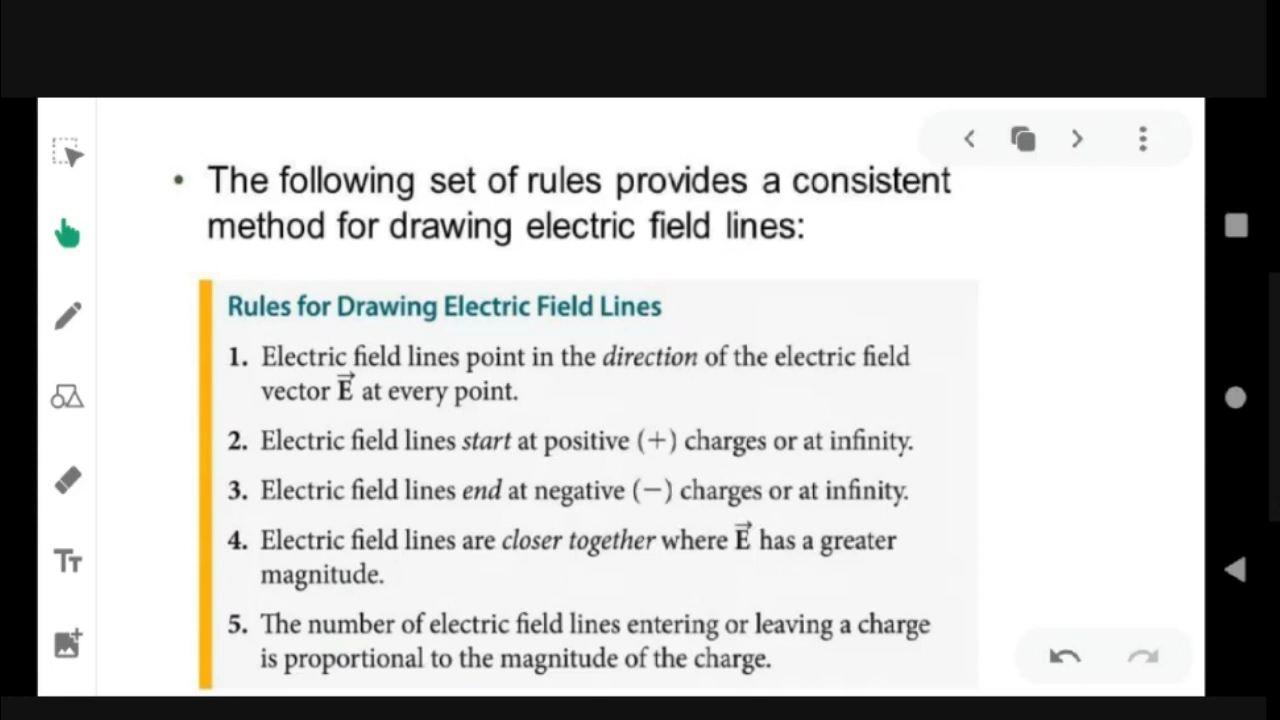 • The following set of rules provides a consistent
method for drawing electric field lines:
Rules for Drawing Electric Field Lines
1. Electric field lines point in the direction of the electric field
vector E⃗ at every point.
2. Electric field lines start at positive (+) charges or at infinity.
3. Electric field lines end at negative (−) charges or at infinity.
4. Electric field lines are closer together where E⃗ has a greater
magnitude.
5. The number of electric field lines entering or leaving a charge
is proportional to the magnitude of the charge.
Tт